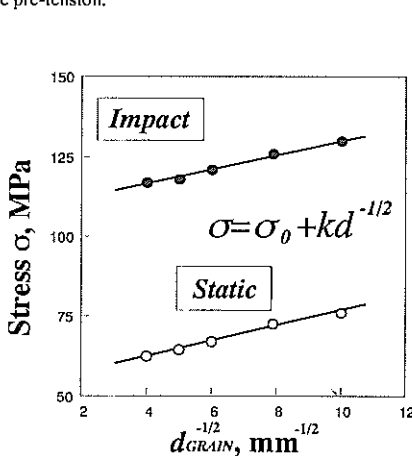 c pre-tension.
150
Impact
125
σ=σ₀+kd⁻¹/²
100
Stress σ, MPa
Static
75
50
2 4 6 8 10 12
d_GRAIN⁻¹/², mm⁻¹/²